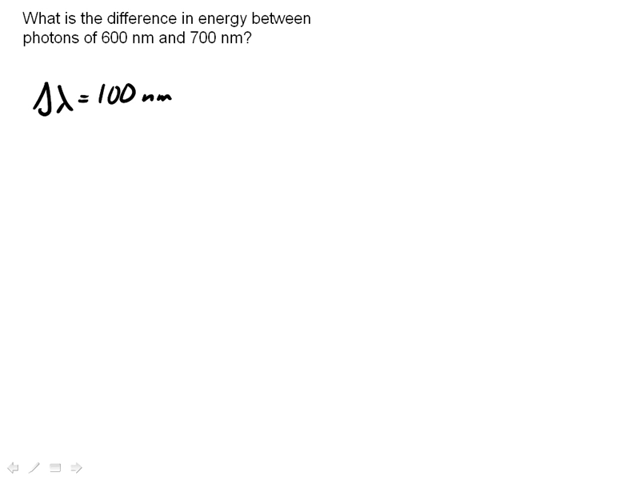 What is the difference in energy between
photons of 600 nm and 700 nm?
Δλ = 100 nm